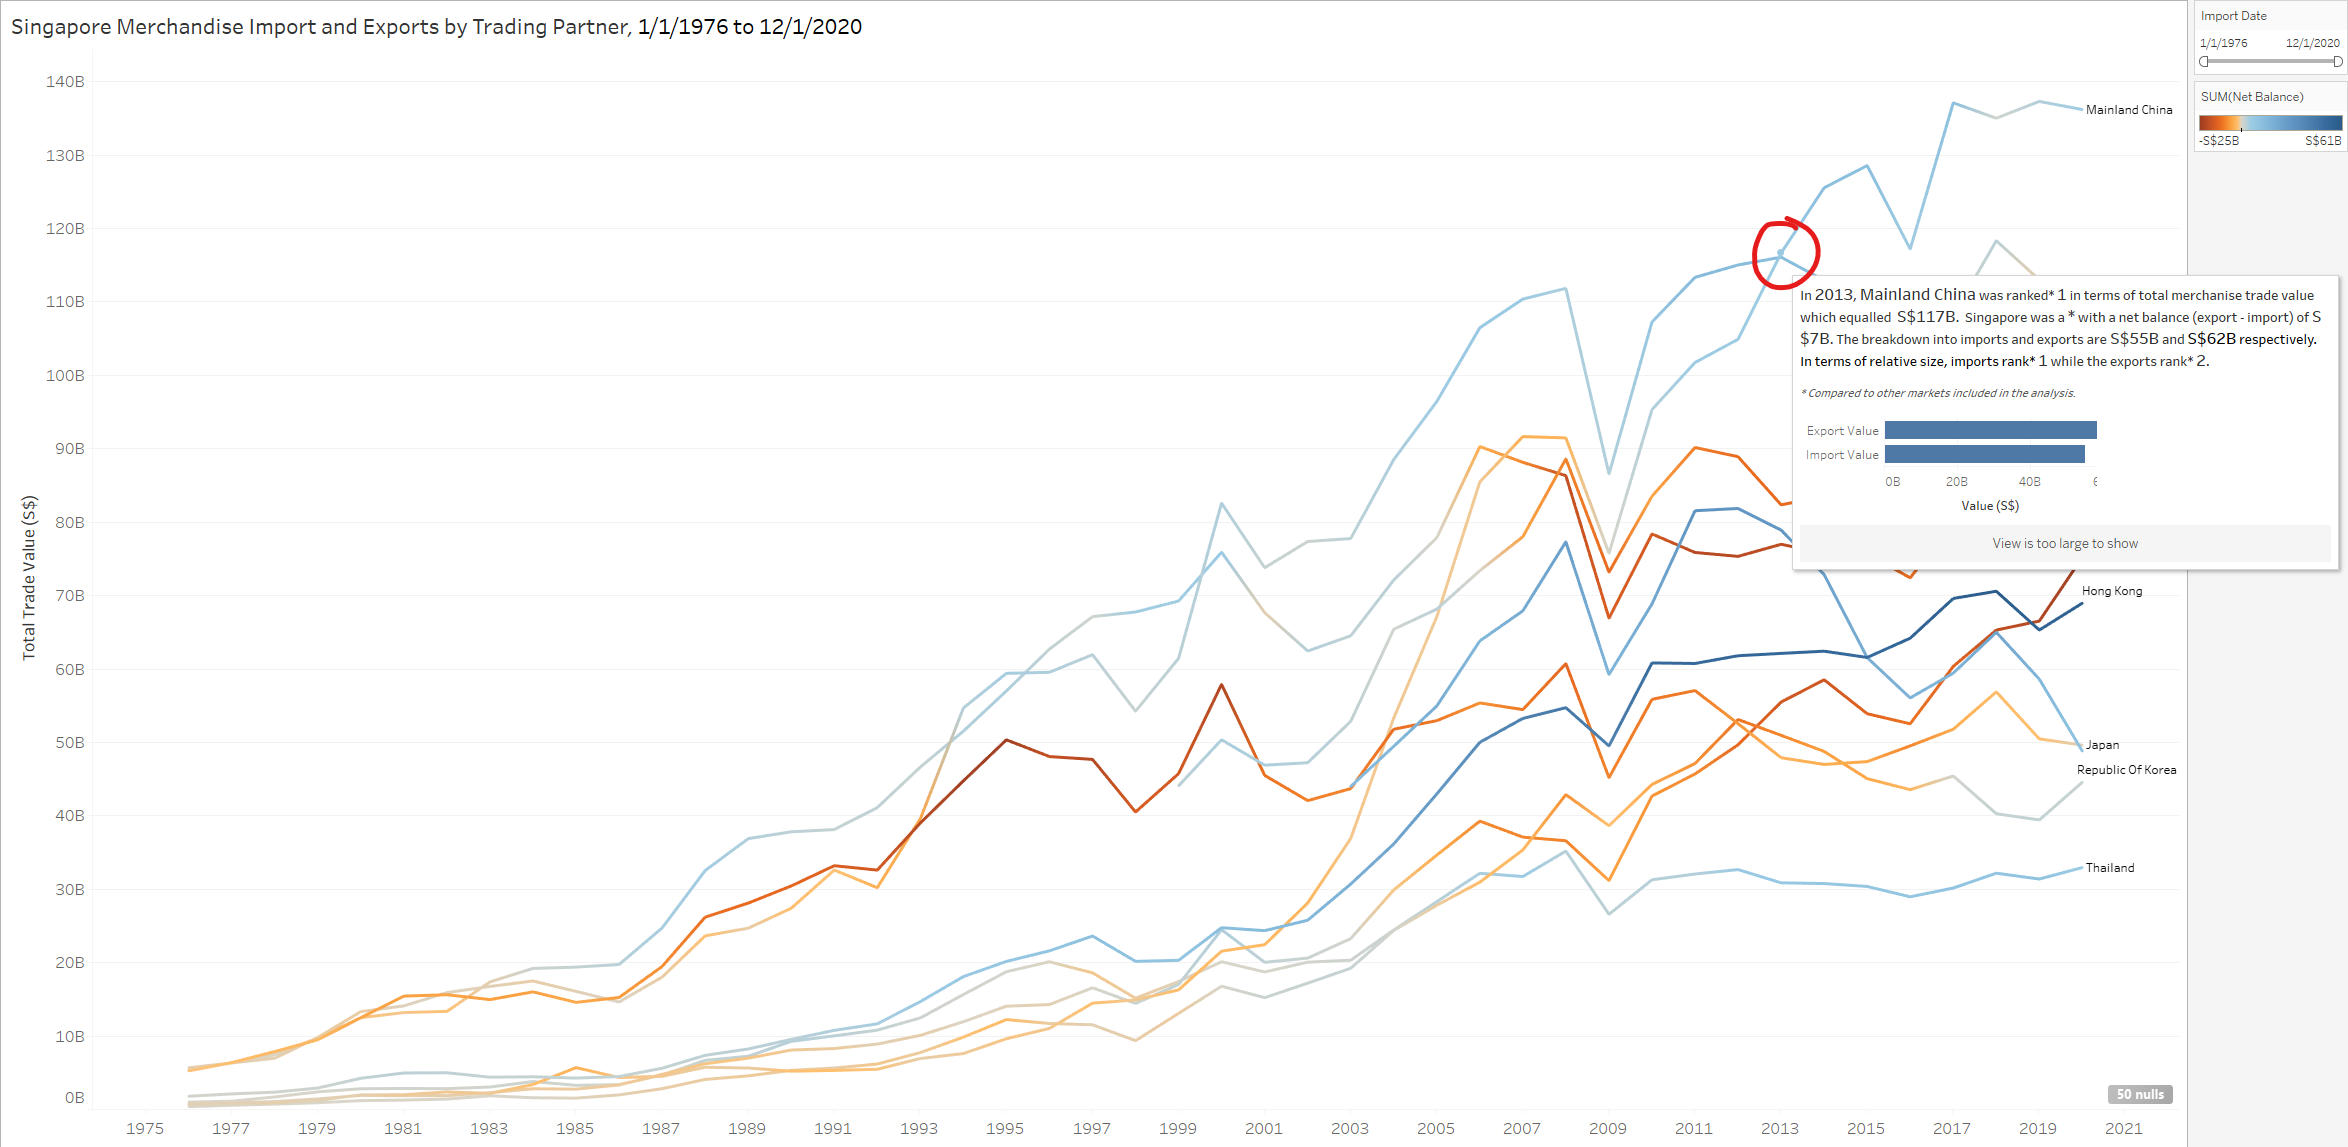 Singapore Merchandise Import and Exports by Trading Partner, 1/1/1976 to 12/1/2020
Import Date
1/1/1976 12/1/2020
SUM(Net Balance)
-S$25B S$61B
Total Trade Value (S$)
140B
130B
120B
110B
100B
90B
80B
70B
60B
50B
40B
30B
20B
10B
0B
Mainland China
In 2013, Mainland China was ranked* 1 in terms of total merchanise trade value
which equalled S$117B. Singapore was a * with a net balance (export - import) of S
$7B. The breakdown into imports and exports are S$55B and S$62B respectively.
In terms of relative size, imports rank* 1 while the exports rank* 2.
* Compared to other markets included in the analysis.
Export Value
Import Value
0B 20B 40B 6
Value (S$)
View is too large to show
Hong Kong
Japan
Republic Of Korea
Thailand
50 nulls
1975 1977 1979 1981 1983 1985 1987 1989 1991 1993 1995 1997 1999 2001 2003 2005 2007 2009 2011 2013 2015 2017 2019 2021